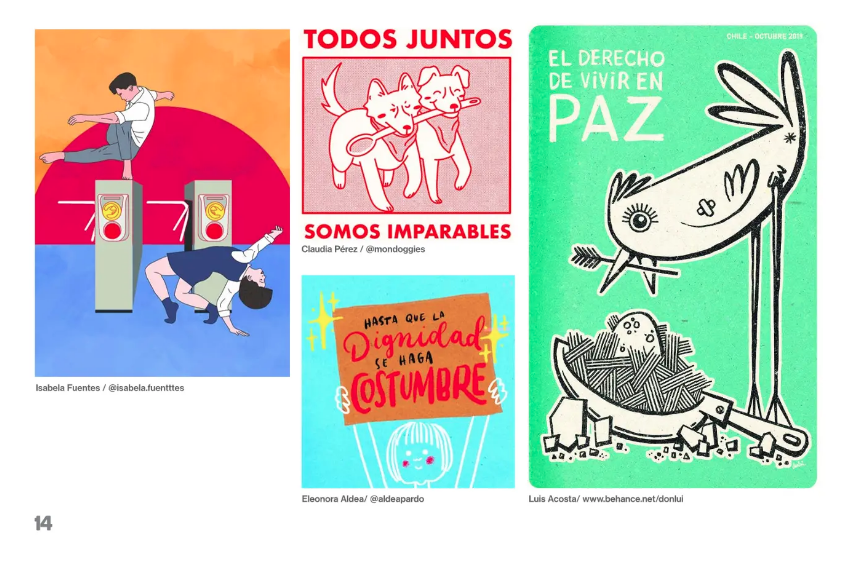 Isabela Fuentes / @isabela.fuentttes
TODOS JUNTOS
SOMOS IMPARABLES
Claudia Pérez / @mondoggies
HASTA QUE LA
Dignidad
SE HAGA
COSTUMBRE
Eleonora Aldea/ @aldeapardo
CHILE - OCTUBRE 2019
EL DERECHO
DE ViViR EN
PAZ
Luis Acosta/ www.behance.net/donlui
14